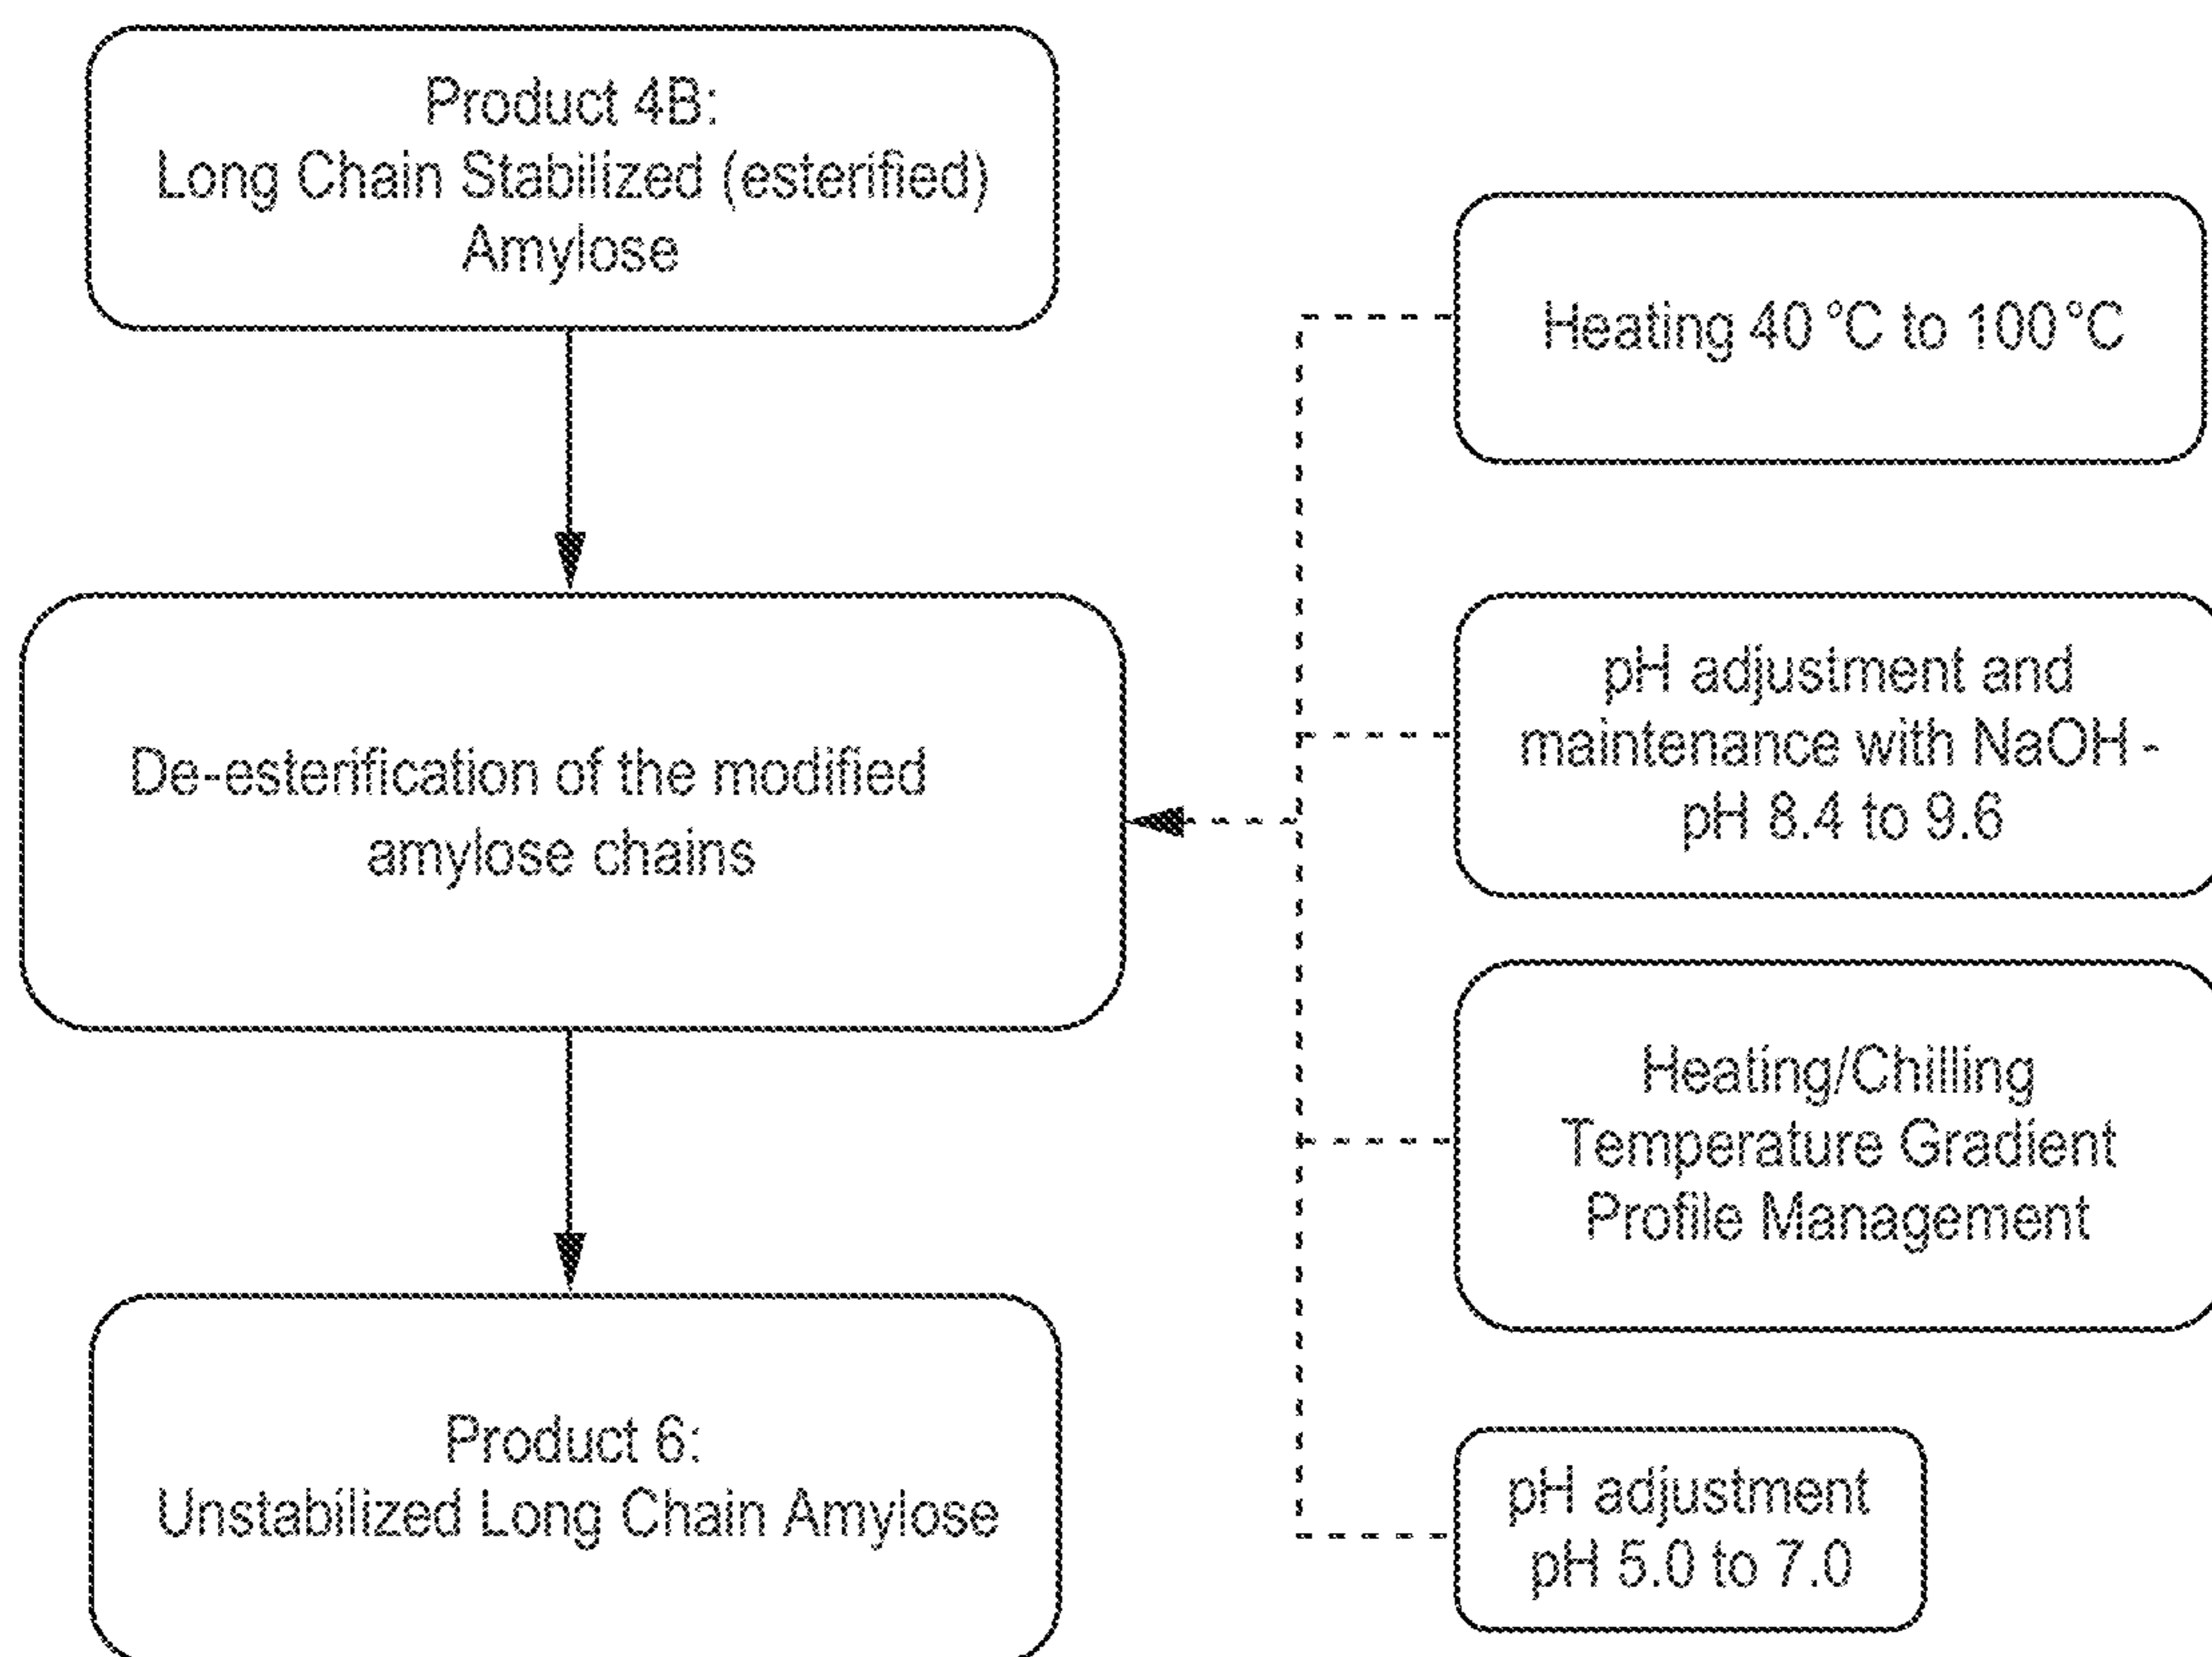 Product 4B:
Long Chain Stabilized (esterified)
Amylose
Heating 40 °C to 100 °C
De-esterification of the modified
amylose chains
pH adjustment and
maintenance with NaOH -
pH 8.4 to 9.6
Heating/Chilling
Temperature Gradient
Profile Management
Product 6:
Unstabilized Long Chain Amylose
pH adjustment
pH 5.0 to 7.0